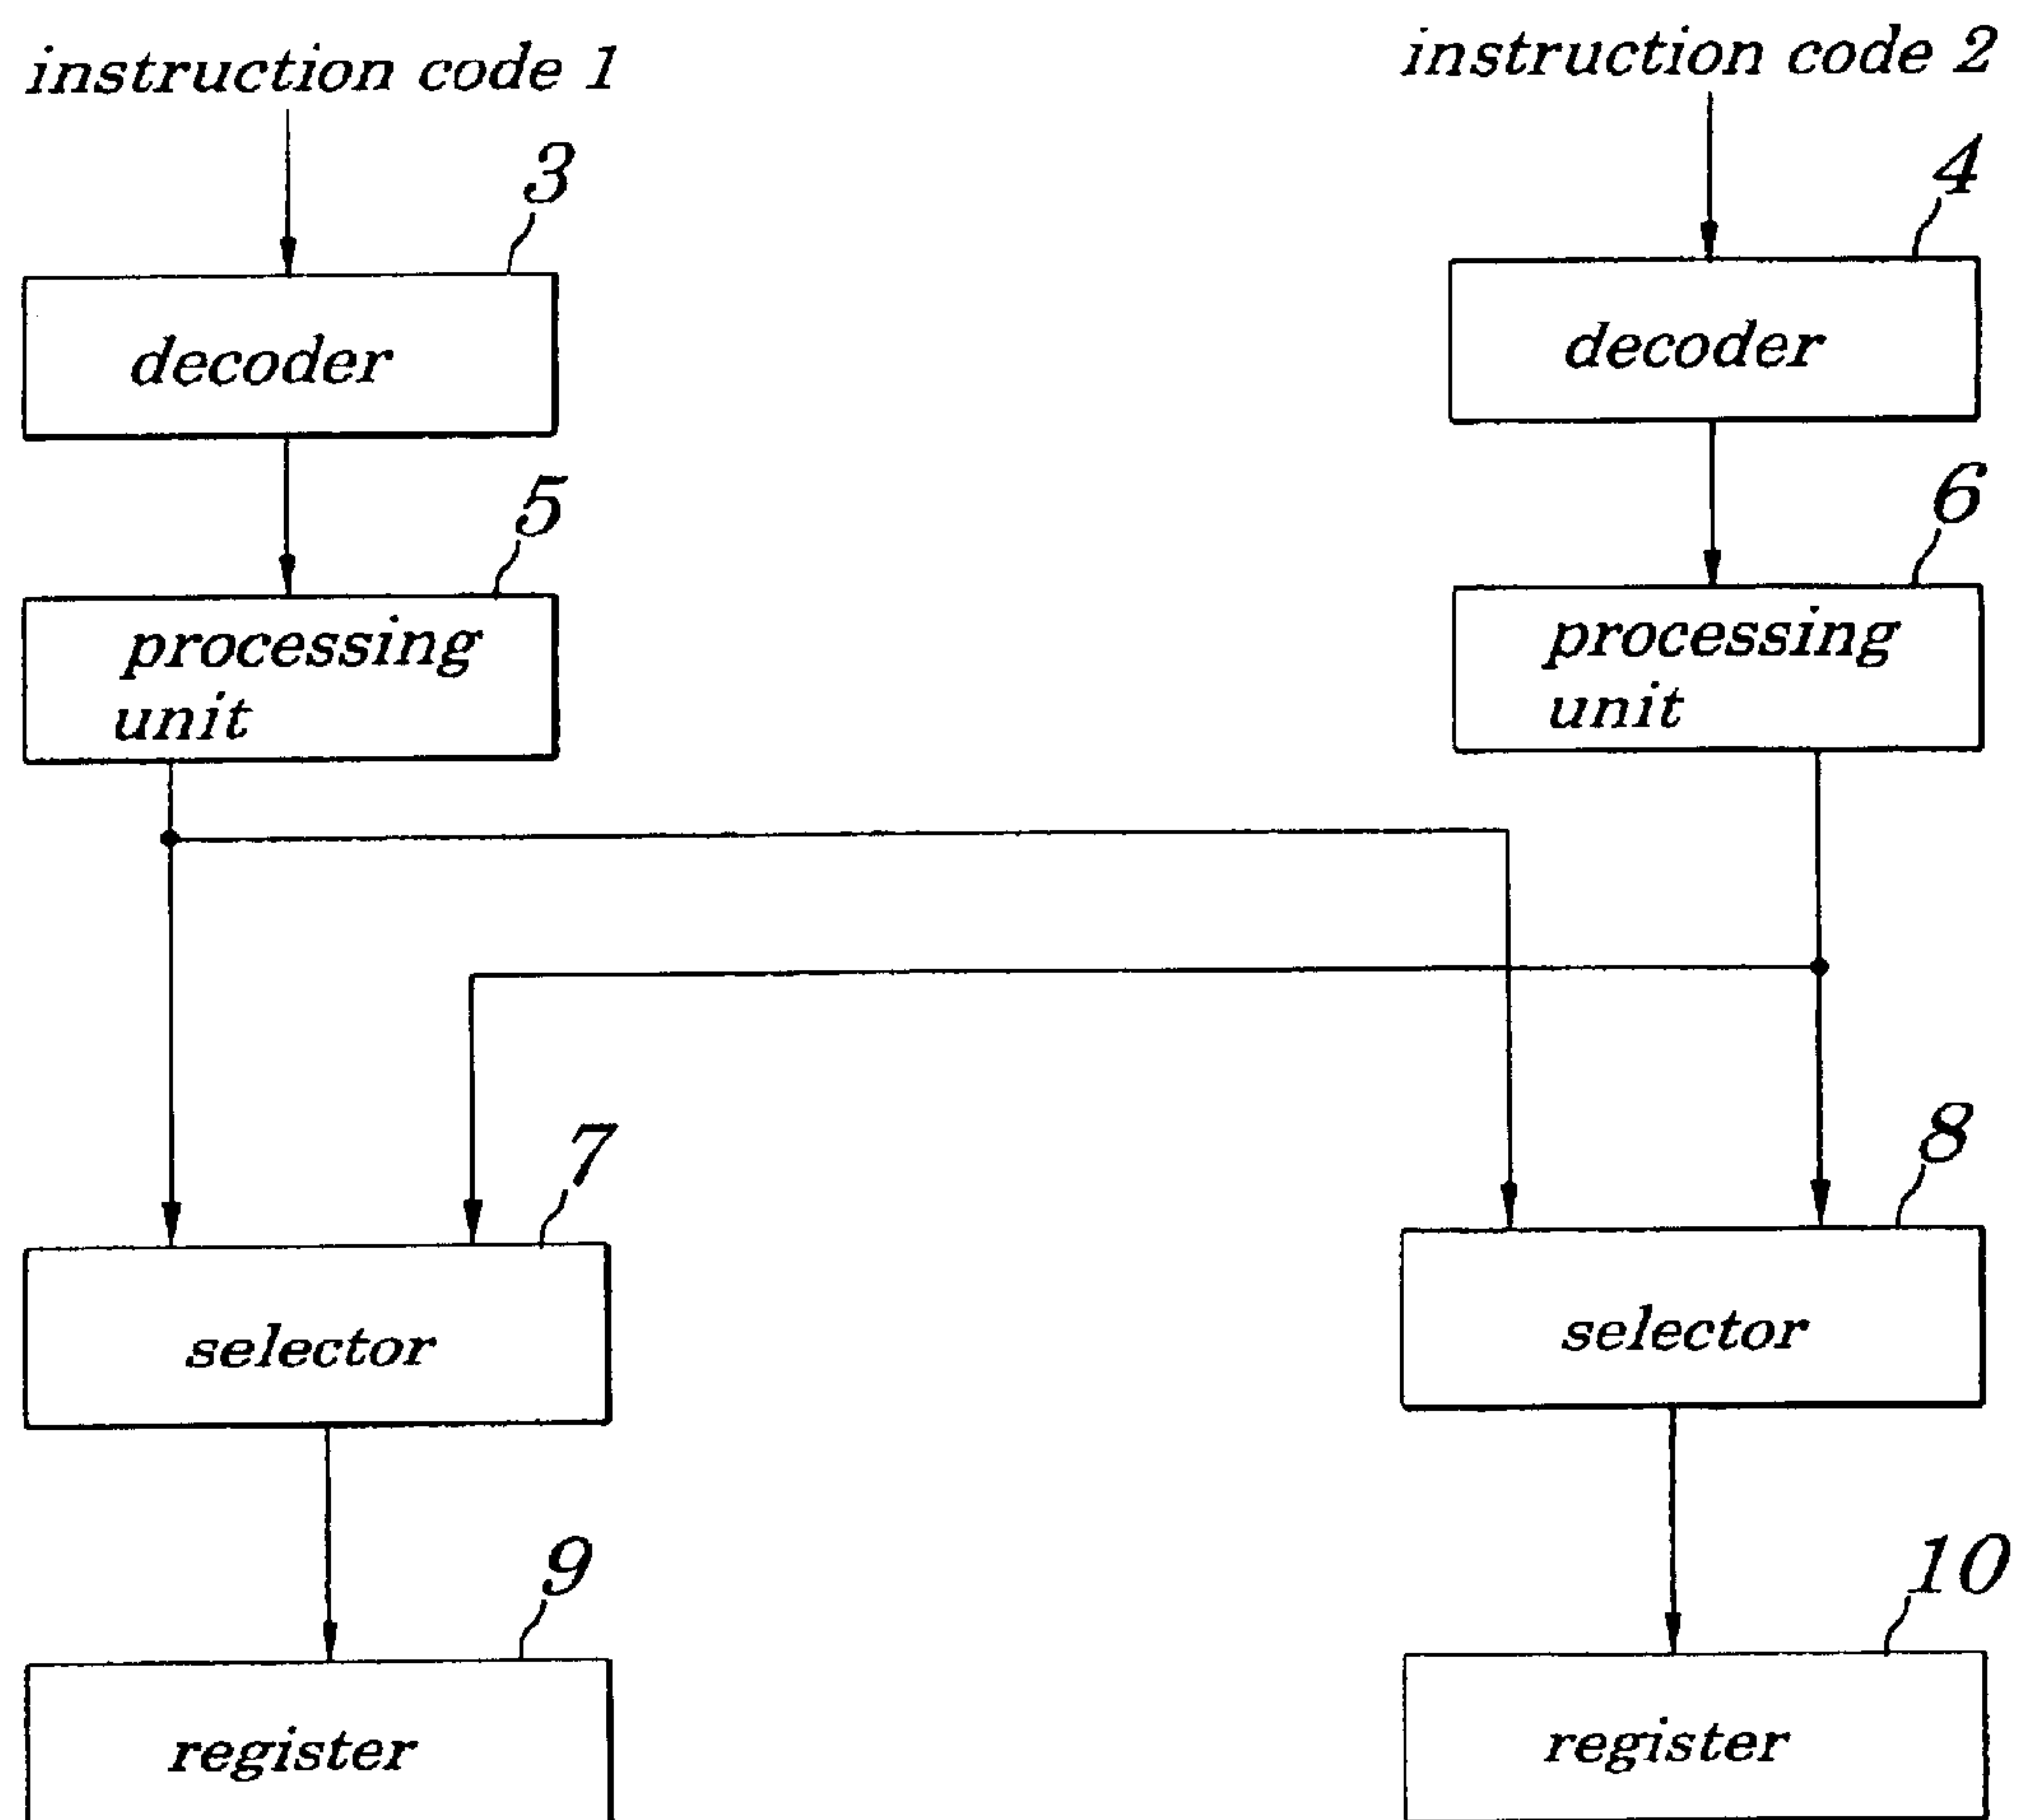 instruction code 1
instruction code 2
3
4
decoder
decoder
5
6
processing
unit
processing
unit
7
8
selector
selector
9
10
register
register